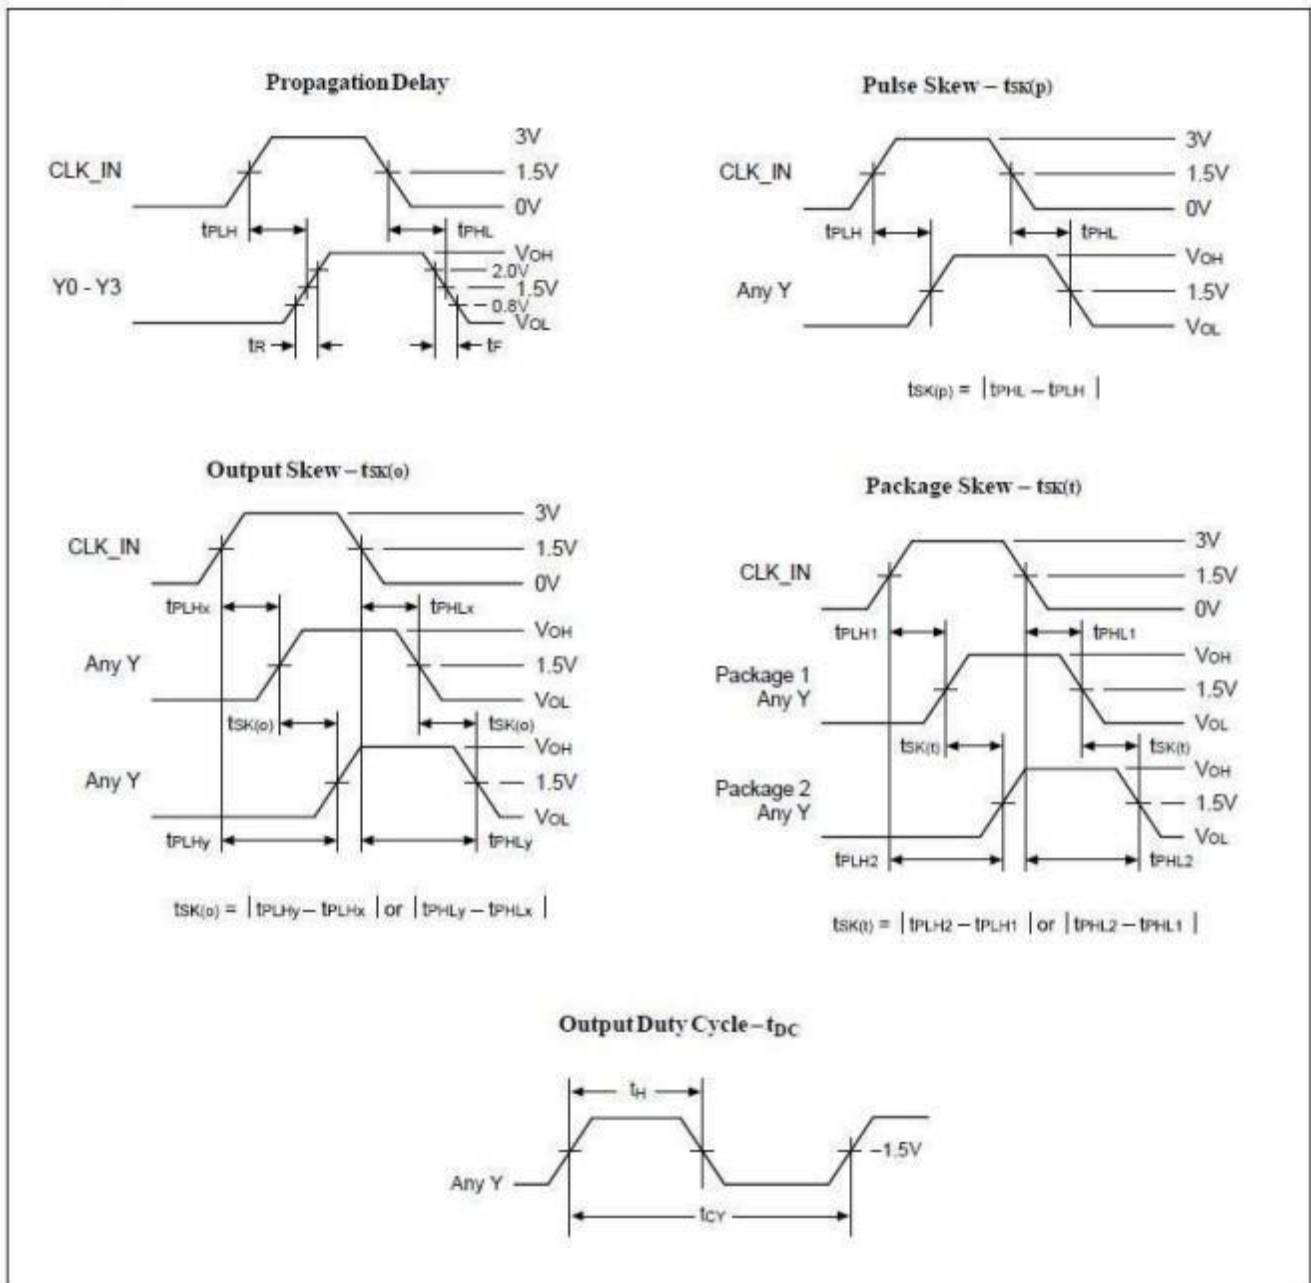 Propagation Delay
CLK_IN
3V
1.5V
0V
tPLH
tPHL
Y0 - Y3
VOH
2.0V
1.5V
0.8V
VOL
tR
tF
Pulse Skew – tSK(p)
CLK_IN
3V
1.5V
0V
tPLH
tPHL
Any Y
VOH
1.5V
VOL
tSK(p) = |tPHL – tPLH |
Output Skew – tSK(o)
CLK_IN
3V
1.5V
0V
tPLHx
tPHLx
Any Y
VOH
1.5V
VOL
tSK(o)
tSK(o)
Any Y
VOH
1.5V
VOL
tPLHy
tPHLy
tSK(o) = |tPLHy – tPLHx | or |tPHLy – tPHLx |
Package Skew – tSK(t)
CLK_IN
3V
1.5V
0V
tPLH1
tPHL1
Package 1
Any Y
VOH
1.5V
VOL
tSK(t)
tSK(t)
Package 2
Any Y
VOH
1.5V
VOL
tPLH2
tPHL2
tSK(t) = |tPLH2 – tPLH1 | or |tPHL2 – tPHL1 |
Output Duty Cycle – tDC
tH
Any Y
–1.5V
tCY